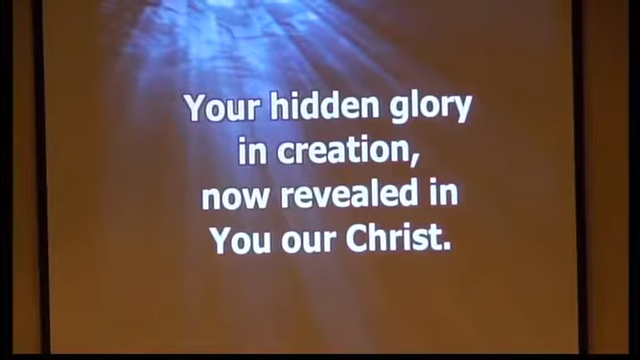 Your hidden glory
in creation,
now revealed in
You our Christ.